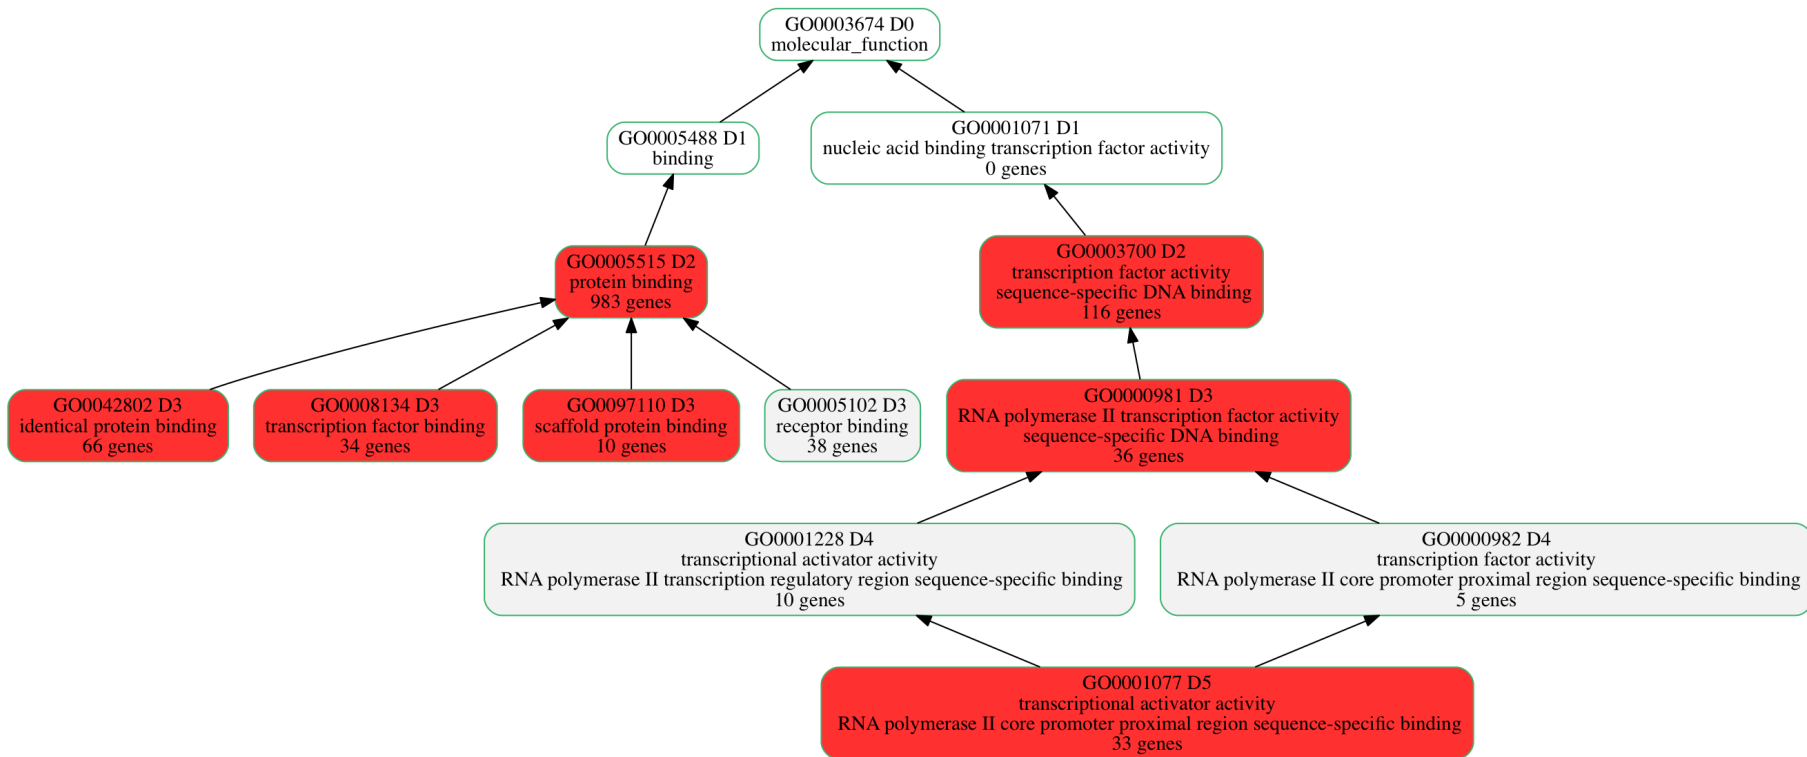 GO0003674 D0
molecular_function
GO0005488 D1
binding
GO0001071 D1
nucleic acid binding transcription factor activity
0 genes
GO0005515 D2
protein binding
983 genes
GO0003700 D2
transcription factor activity
sequence-specific DNA binding
116 genes
GO0042802 D3
identical protein binding
66 genes
GO0008134 D3
transcription factor binding
34 genes
GO0097110 D3
scaffold protein binding
10 genes
GO0005102 D3
receptor binding
38 genes
GO0000981 D3
RNA polymerase II transcription factor activity
sequence-specific DNA binding
36 genes
GO0001228 D4
transcriptional activator activity
RNA polymerase II transcription regulatory region sequence-specific binding
10 genes
GO0000982 D4
transcription factor activity
RNA polymerase II core promoter proximal region sequence-specific binding
5 genes
GO0001077 D5
transcriptional activator activity
RNA polymerase II core promoter proximal region sequence-specific binding
33 genes